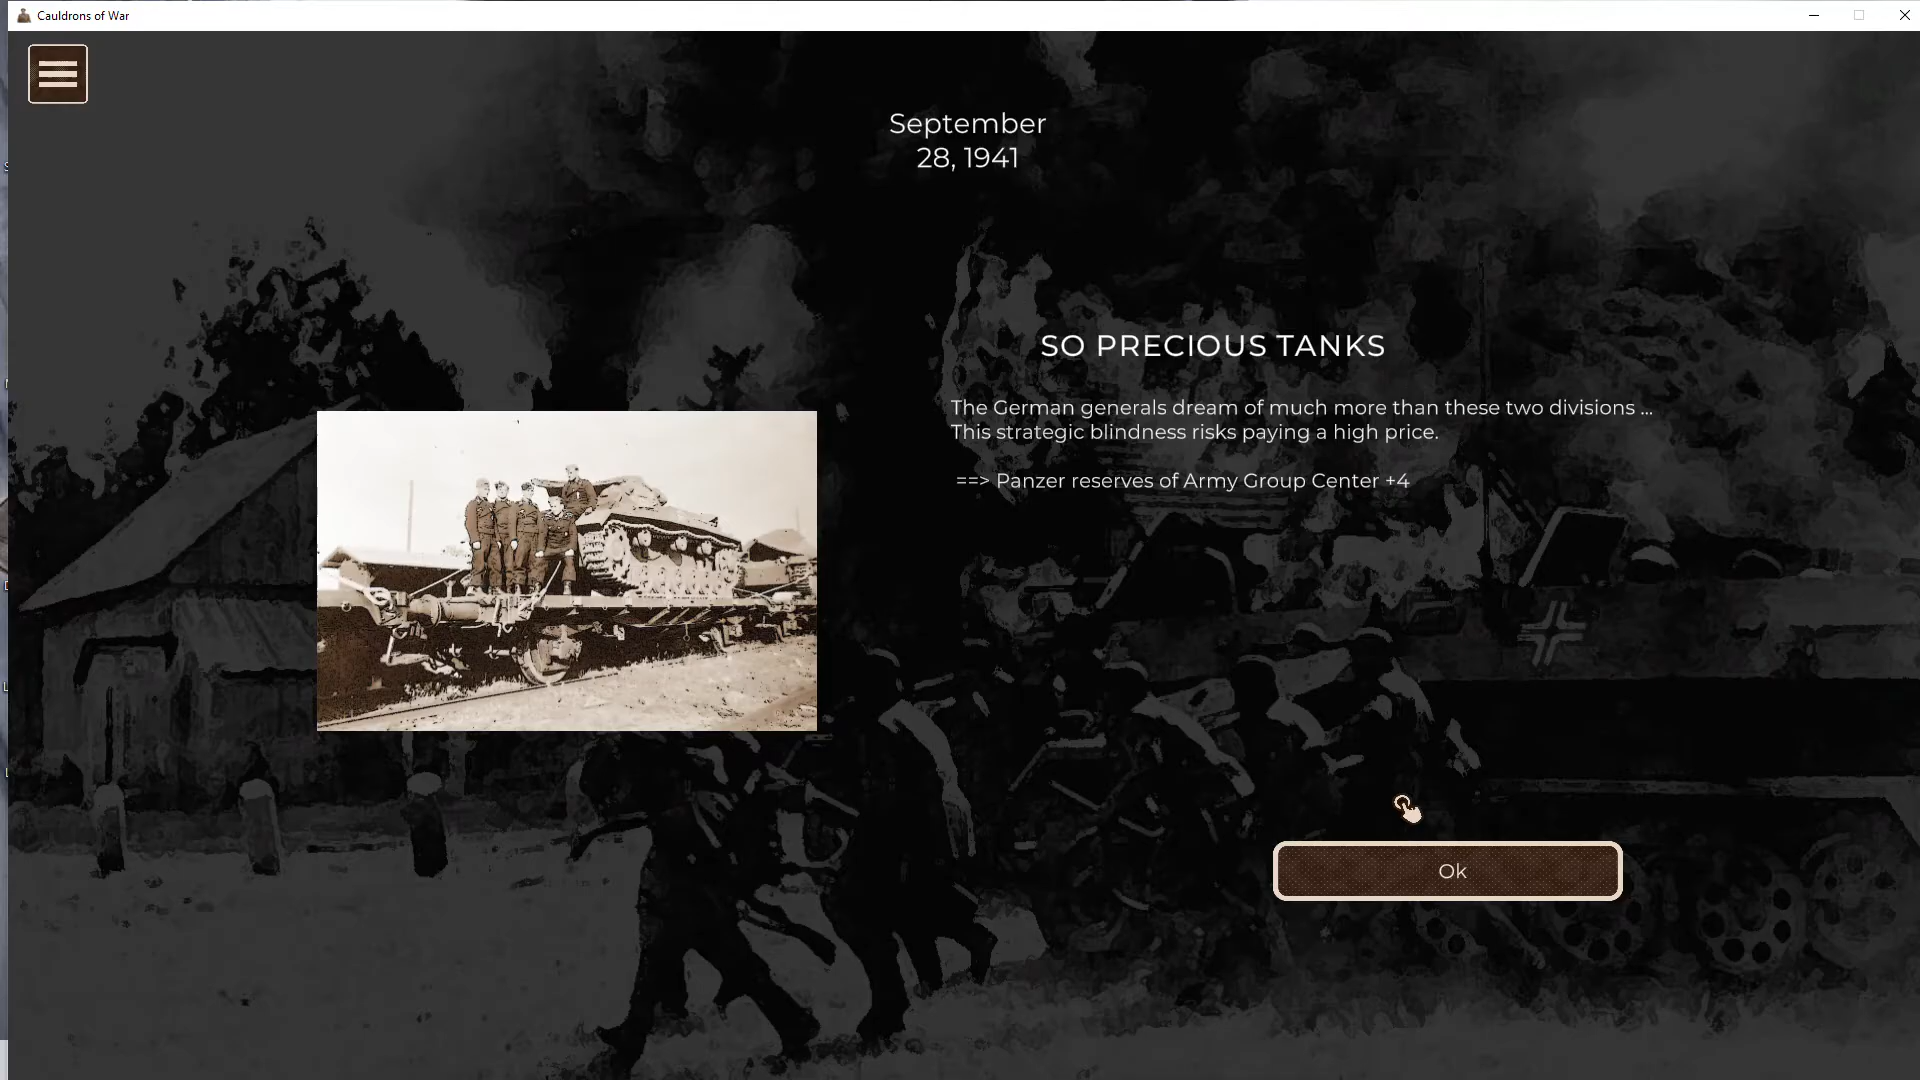 Cauldrons of War
September
28, 1941
SO PRECIOUS TANKS
The German generals dream of much more than these two divisions ...
This strategic blindness risks paying a high price.
==> Panzer reserves of Army Group Center +4
Ok